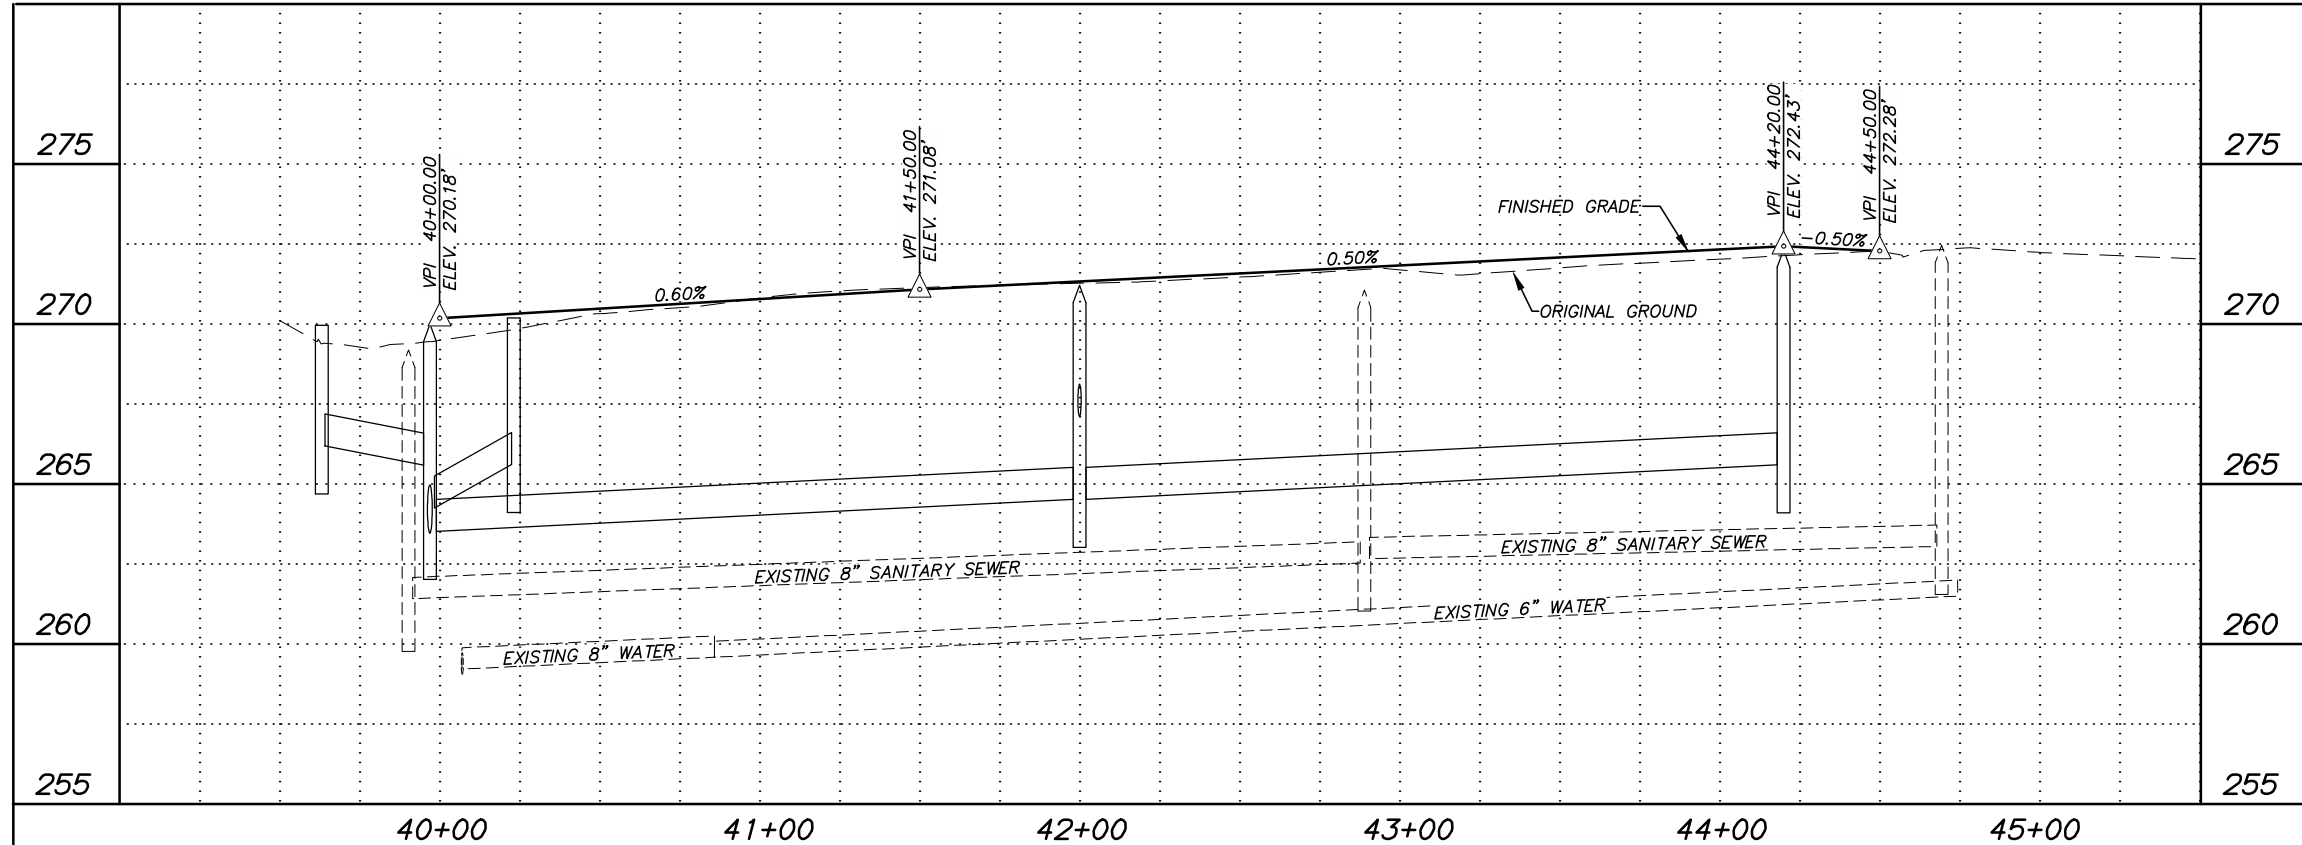 275
270
265
260
255
VPI 40+00.00
ELEV. 270.18'
VPI 41+50.00
ELEV. 271.08'
VPI 44+20.00
ELEV. 272.43'
VPI 44+50.00
ELEV. 272.28'
FINISHED GRADE
-0.50%
0.50%
0.60%
ORIGINAL GROUND
EXISTING 8" SANITARY SEWER
EXISTING 8" SANITARY SEWER
EXISTING 6" WATER
EXISTING 8" WATER
275
270
265
260
255
40+00
41+00
42+00
43+00
44+00
45+00